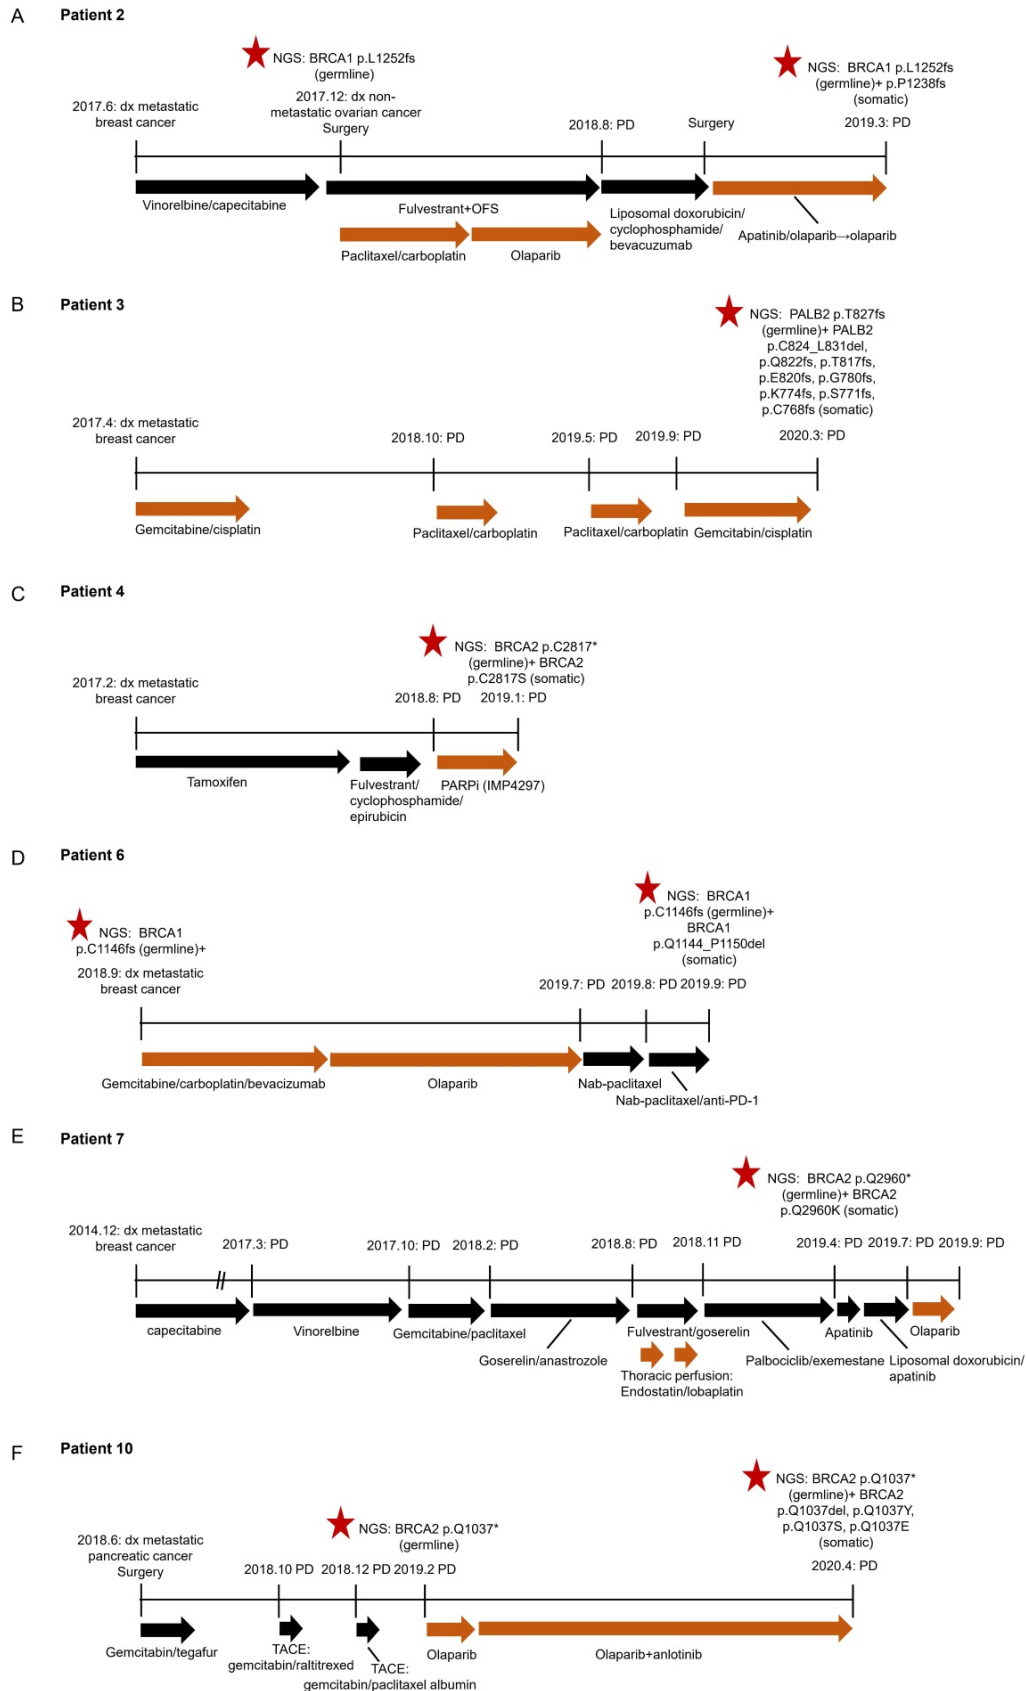 A
Patient 2
NGS: BRCA1 p.L1252fs
(germline)
NGS: BRCA1 p.L1252fs
(germline)+ p.P1238fs
(somatic)
2017.6: dx metastatic
breast cancer
2017.12: dx non-
metastatic ovarian cancer
Surgery
2018.8: PD
Surgery
2019.3: PD
Vinorelbine/capecitabine
Fulvestrant+OFS
Liposomal doxorubicin/
cyclophosphamide/
bevacuzumab
Apatinib/olaparib→olaparib
Paclitaxel/carboplatin
Olaparib
B
Patient 3
NGS: PALB2 p.T827fs
(germline)+ PALB2
p.C824_L831del,
p.Q822fs, p.T817fs,
p.E820fs, p.G780fs,
p.K774fs, p.S771fs,
p.C768fs (somatic)
2017.4: dx metastatic
breast cancer
2018.10: PD
2019.5: PD
2019.9: PD
2020.3: PD
Gemcitabine/cisplatin
Paclitaxel/carboplatin
Paclitaxel/carboplatin
Gemcitabin/cisplatin
C
Patient 4
NGS: BRCA2 p.C2817*
(germline)+ BRCA2
p.C2817S (somatic)
2017.2: dx metastatic
breast cancer
2018.8: PD
2019.1: PD
Tamoxifen
Fulvestrant/
cyclophosphamide/
epirubicin
PARPi (IMP4297)
D
Patient 6
NGS: BRCA1
p.C1146fs (germline)+
NGS: BRCA1
p.C1146fs (germline)+
BRCA1
p.Q1144_P1150del
(somatic)
2018.9: dx metastatic
breast cancer
2019.7: PD
2019.8: PD
2019.9: PD
Gemcitabine/carboplatin/bevacizumab
Olaparib
Nab-paclitaxel
Nab-paclitaxel/anti-PD-1
E
Patient 7
NGS: BRCA2 p.Q2960*
(germline)+ BRCA2
p.Q2960K (somatic)
2014.12: dx metastatic
breast cancer
2017.3: PD
2017.10: PD
2018.2: PD
2018.8: PD
2018.11 PD
2019.4: PD
2019.7: PD
2019.9: PD
capecitabine
Vinorelbine
Gemcitabine/paclitaxel
Goserelin/anastrozole
Fulvestrant/goserelin
Thoracic perfusion:
Endostatin/lobaplatin
Palbociclib/exemestane
Apatinib
Liposomal doxorubicin/
apatinib
Olaparib
F
Patient 10
NGS: BRCA2 p.Q1037*
(germline)
NGS: BRCA2 p.Q1037*
(germline)+ BRCA2
p.Q1037del, p.Q1037Y,
p.Q1037S, p.Q1037E
(somatic)
2018.6: dx metastatic
pancreatic cancer
Surgery
2018.10 PD
2018.12 PD
2019.2 PD
2020.4: PD
Gemcitabin/tegafur
TACE:
gemcitabin/raltitrexed
TACE:
gemcitabin/paclitaxel albumin
Olaparib
Olaparib+anlotinib